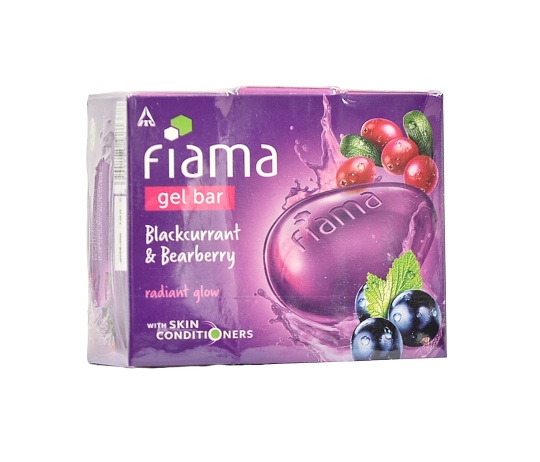 fiama
gel bar
Blackcurrant
& Bearberry
radiant glow
WITH SKIN
CONDITIONERS
fiama